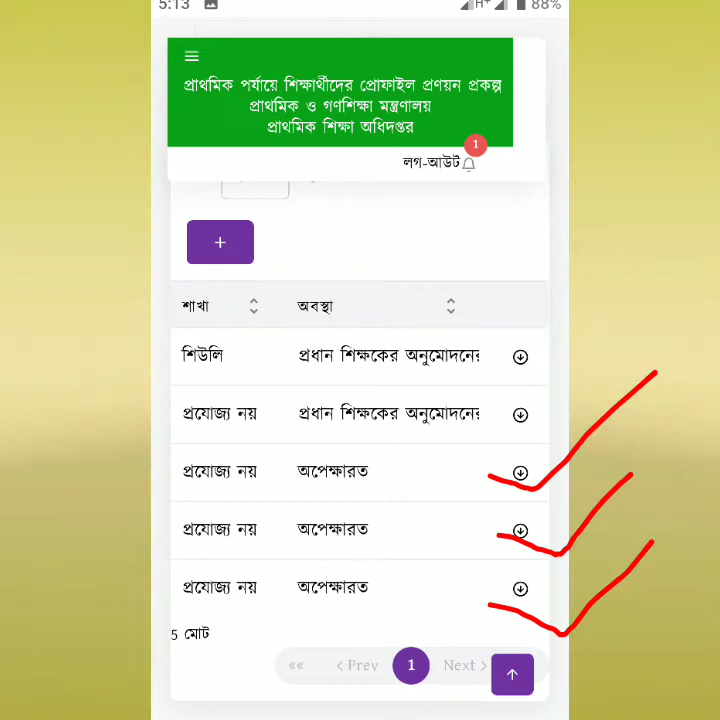 5:13
H+
88%
প্রাথমিক পর্যায়ে শিক্ষার্থীদের প্রোফাইল প্রণয়ন প্রকল্প
প্রাথমিক ও গণশিক্ষা মন্ত্রণালয়
প্রাথমিক শিক্ষা অধিদপ্তর
1
লগ-আউট
+
শাখা অবস্থা
শিউলি প্রধান শিক্ষকের অনুমোদনের
প্রযোজ্য নয় প্রধান শিক্ষকের অনুমোদনের
প্রযোজ্য নয় অপেক্ষারত
প্রযোজ্য নয় অপেক্ষারত
প্রযোজ্য নয় অপেক্ষারত
5 মোট
«« < Prev 1 Next >